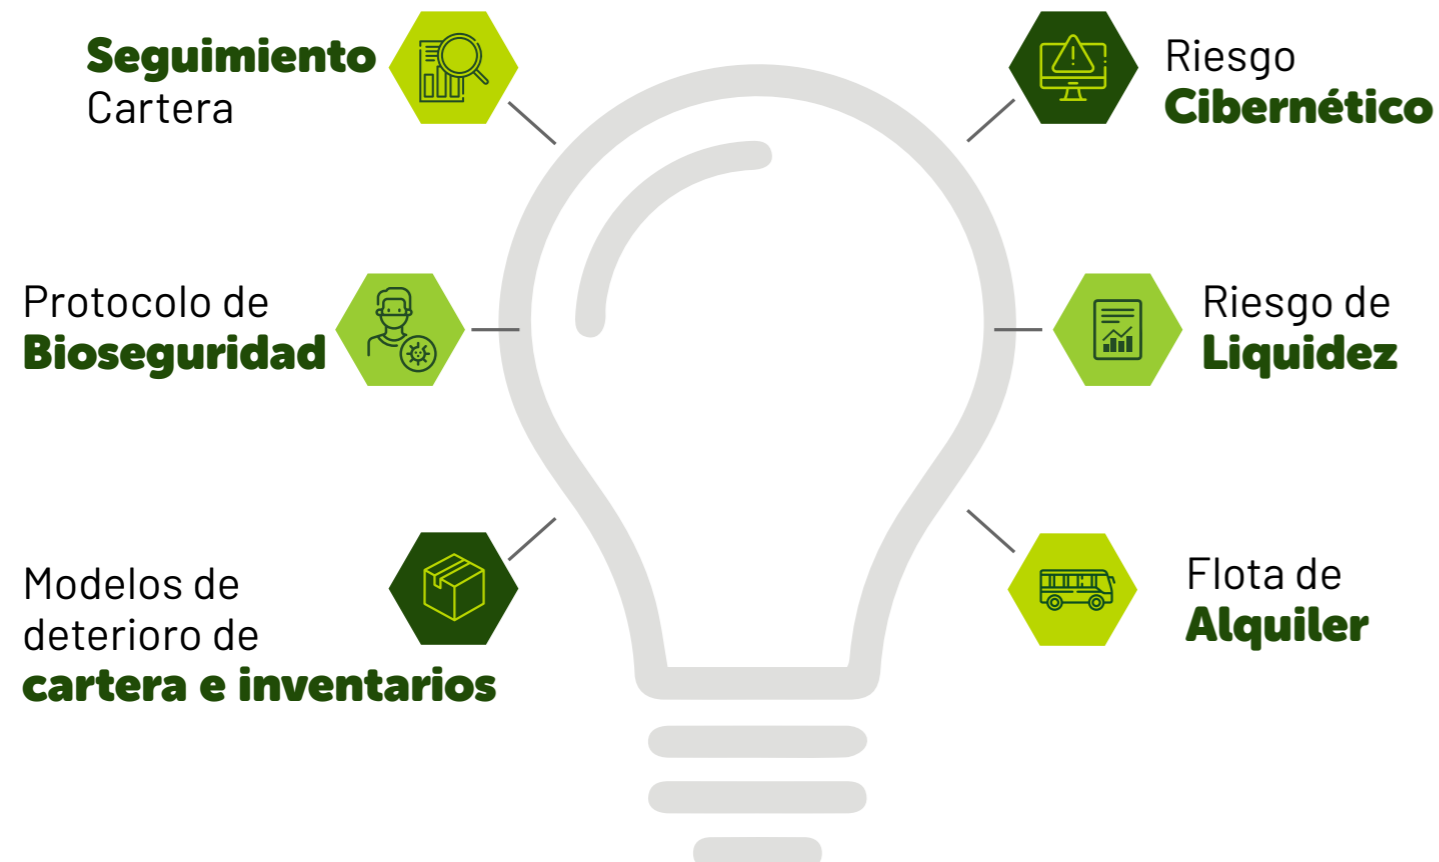 Seguimiento
Cartera
Protocolo de
Bioseguridad
Modelos de
deterioro de
cartera e inventarios
Riesgo
Cibernético
Riesgo de
Liquidez
Flota de
Alquiler